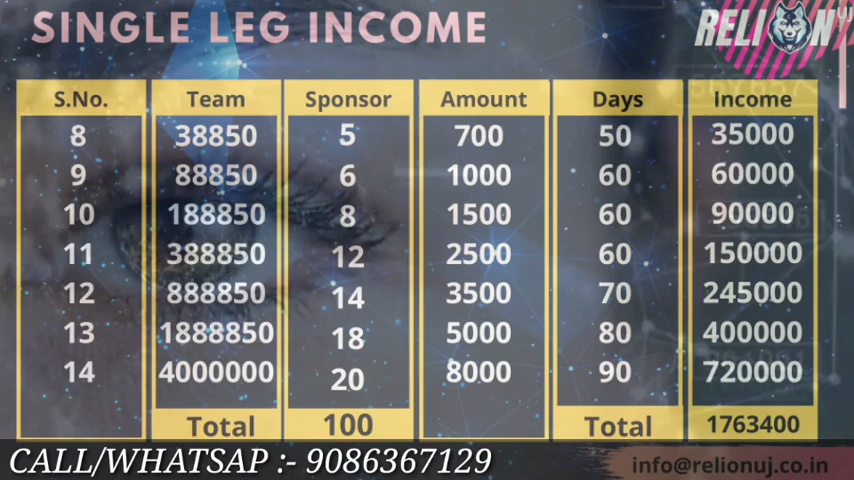 SINGLE LEG INCOME
RELIONUJ
S.No. Team Sponsor Amount Days Income
8 38850 5 700 50 35000
9 88850 6 1000 60 60000
10 188850 8 1500 60 90000
11 388850 12 2500 60 150000
12 888850 14 3500 70 245000
13 1888850 18 5000 80 400000
14 4000000 20 8000 90 720000
Total 100 Total 1763400
CALL/WHATSAP :- 9086367129
info@relionuj.co.in